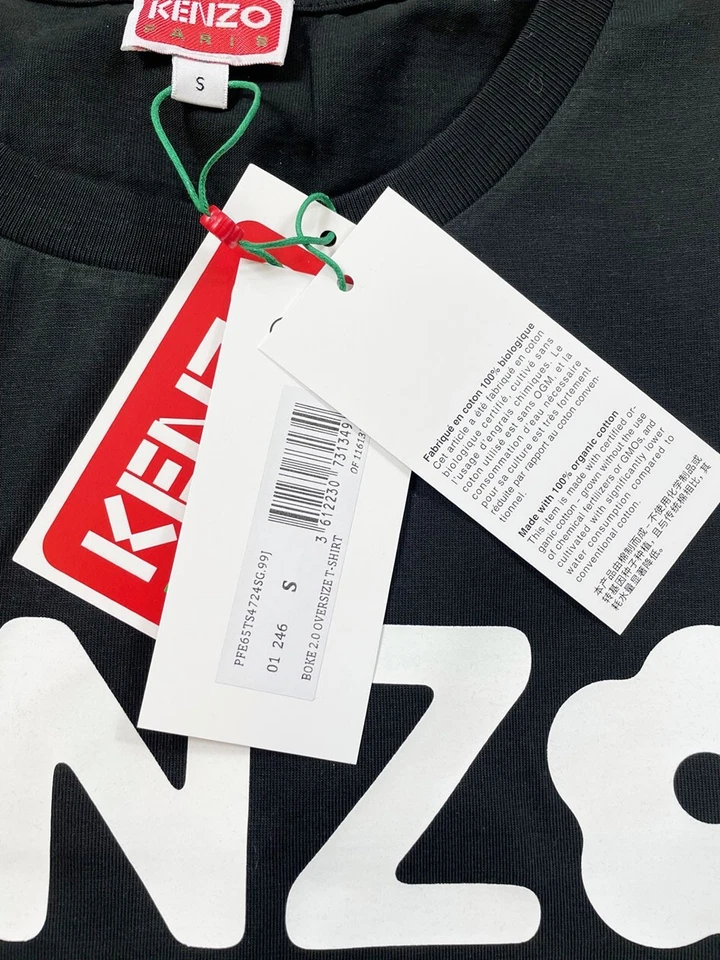 KENZO
PARIS
S
KENZ
3 612230 731349
OF 11613
PFE65TS4724SG.99J
01 246 S
BOKE 2.0 OVERSIZE T-SHIRT
Fabriqué en coton 100% biologique
Cet article a été fabriqué en coton
biologique certifié, cultivé sans
l'usage d'engrais chimiques. Le
coton utilisé est sans OGM, et la
consommation d'eau nécessaire
pour sa culture est très fortement
réduite par rapport au coton conven-
tionnel.
Made with 100% organic cotton
This item is made with certified or-
ganic cotton - grown without the use
of chemical fertilizers or GMOs, and
cultivated with significantly lower
water consumption compared to
conventional cotton.
本产品由棉制而成 - 不使用化学制品或
转基因种子种植，且与传统棉相比，其
耗水量显著降低。
NZO